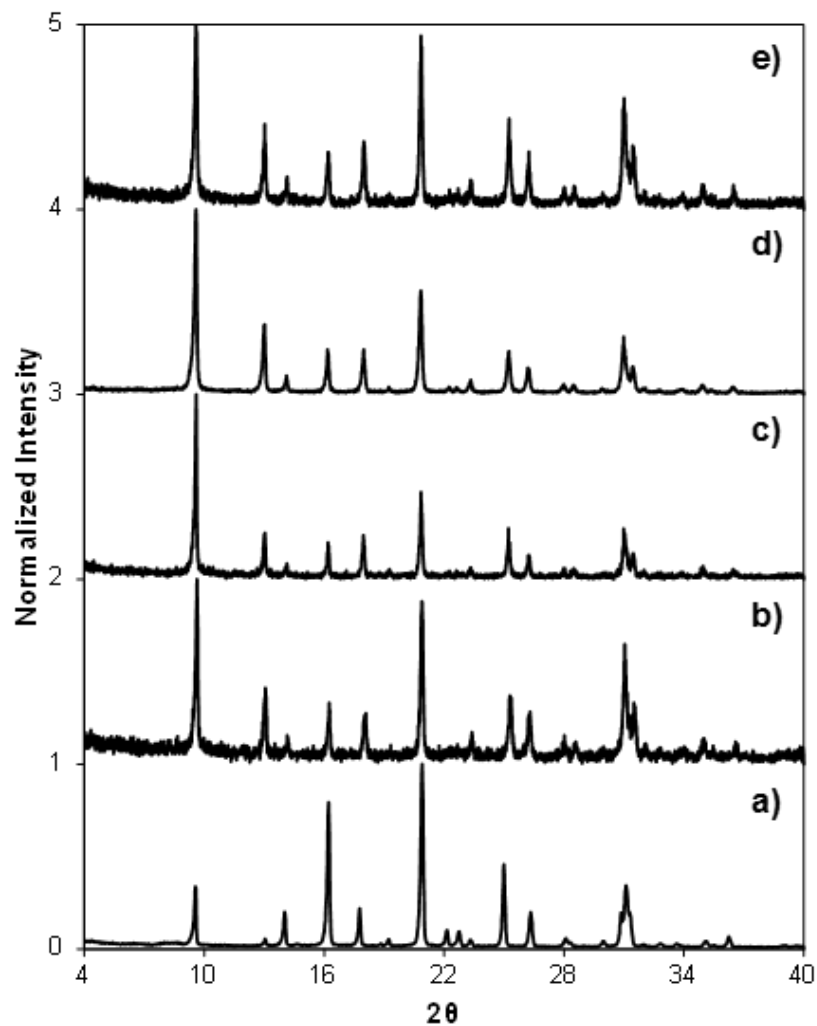 5
e)
4
d)
3
c)
2
b)
1
a)
0
4 10 16 22 28 34 40
2θ
Normalized Intensity